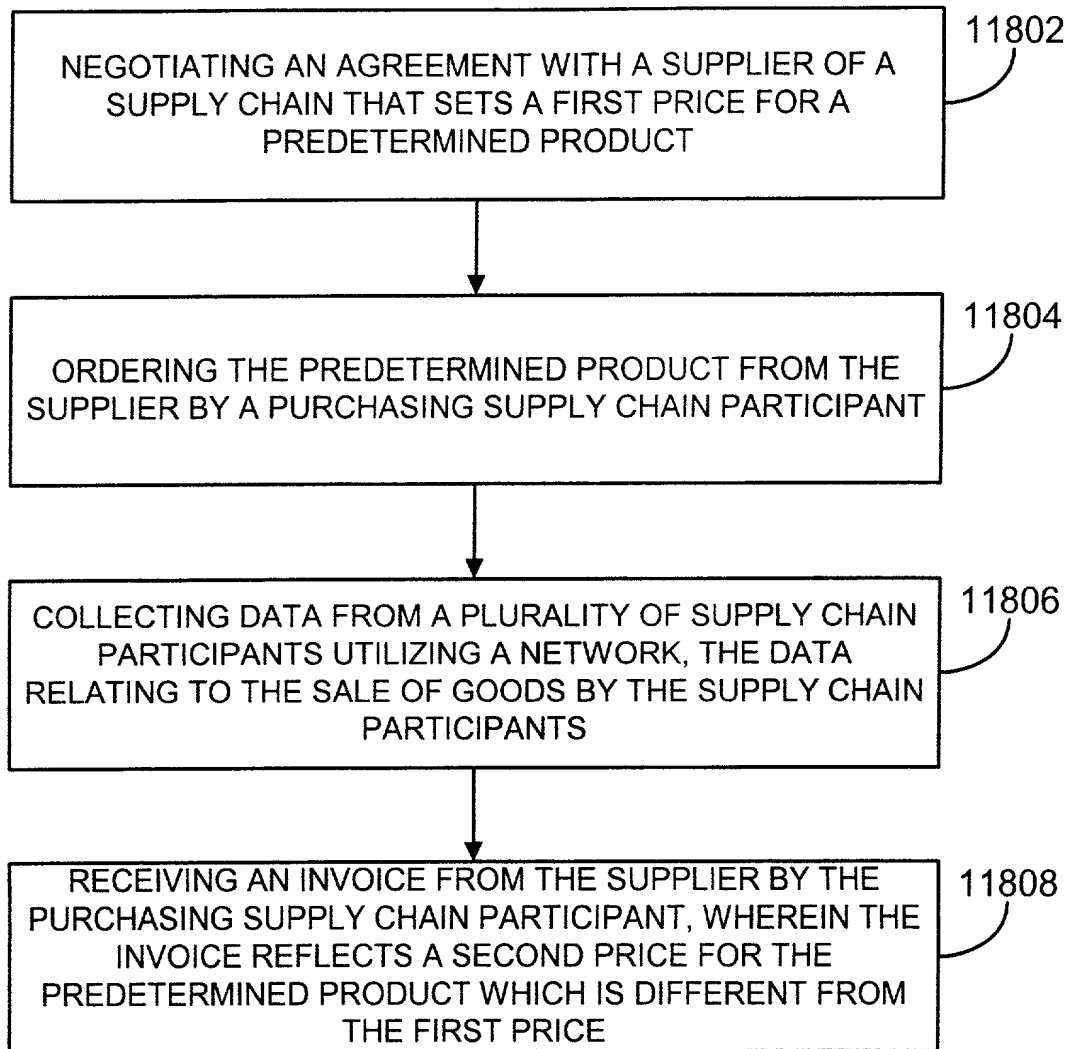 11802
NEGOTIATING AN AGREEMENT WITH A SUPPLIER OF A
SUPPLY CHAIN THAT SETS A FIRST PRICE FOR A
PREDETERMINED PRODUCT
11804
ORDERING THE PREDETERMINED PRODUCT FROM THE
SUPPLIER BY A PURCHASING SUPPLY CHAIN PARTICIPANT
11806
COLLECTING DATA FROM A PLURALITY OF SUPPLY CHAIN
PARTICIPANTS UTILIZING A NETWORK, THE DATA
RELATING TO THE SALE OF GOODS BY THE SUPPLY CHAIN
PARTICIPANTS
11808
RECEIVING AN INVOICE FROM THE SUPPLIER BY THE
PURCHASING SUPPLY CHAIN PARTICIPANT, WHEREIN THE
INVOICE REFLECTS A SECOND PRICE FOR THE
PREDETERMINED PRODUCT WHICH IS DIFFERENT FROM
THE FIRST PRICE